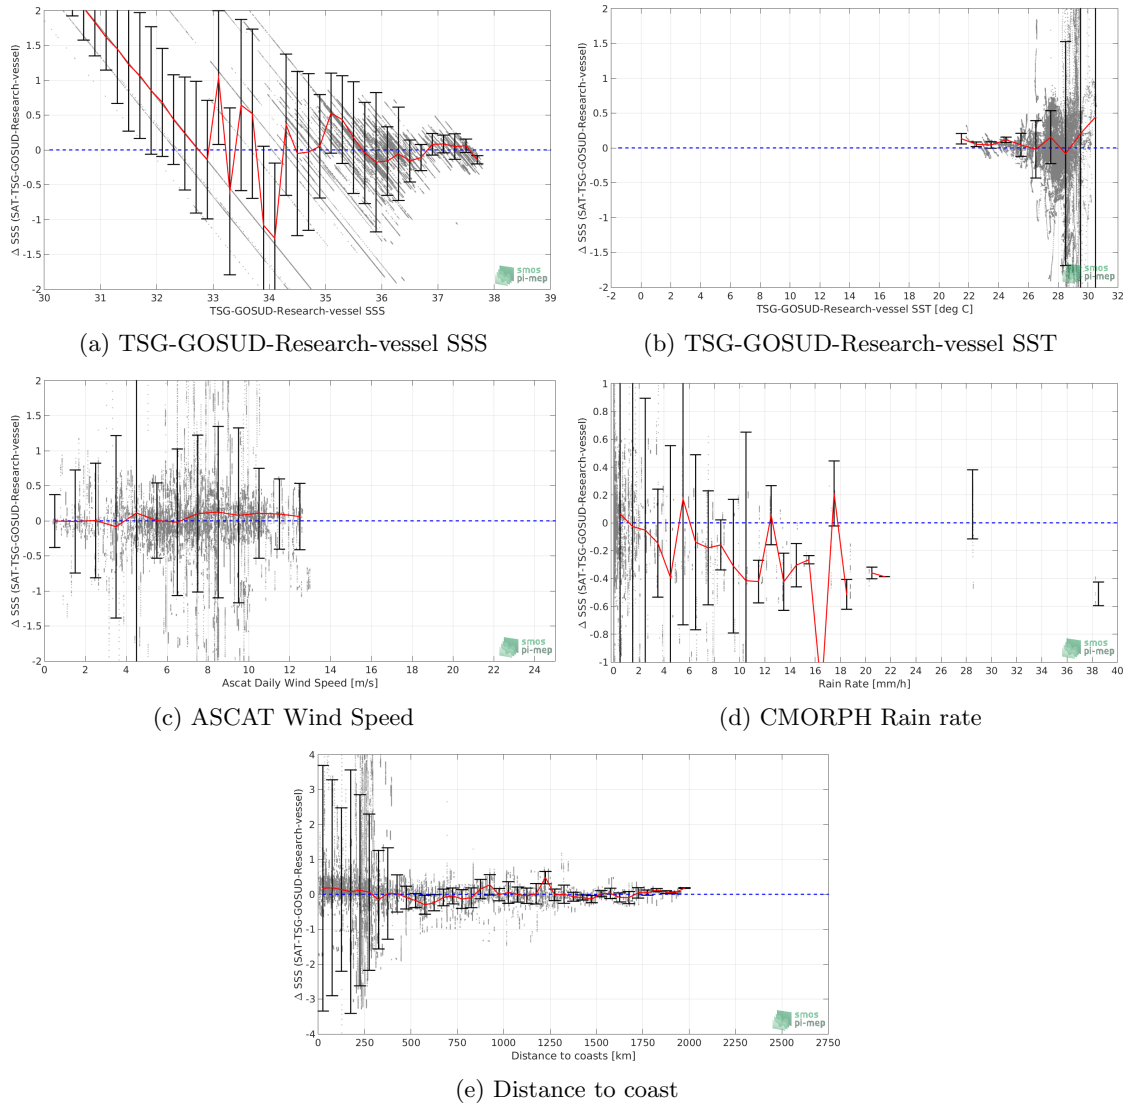 2
1.5
1
0.5
0
-0.5
-1
-1.5
-2
Δ SSS (SAT-TSG-GOSUD-Research-vessel)
30 31 32 33 34 35 36 37 38 39
TSG-GOSUD-Research-vessel SSS
smos
pi-mep
(a) TSG-GOSUD-Research-vessel SSS
2
1.5
1
0.5
0
-0.5
-1
-1.5
-2
Δ SSS (SAT-TSG-GOSUD-Research-vessel)
-2 0 2 4 6 8 10 12 14 16 18 20 22 24 26 28 30 32
TSG-GOSUD-Research-vessel SST [deg C]
smos
pi-mep
(b) TSG-GOSUD-Research-vessel SST
2
1.5
1
0.5
0
-0.5
-1
-1.5
-2
Δ SSS (SAT-TSG-GOSUD-Research-vessel)
0 2 4 6 8 10 12 14 16 18 20 22 24
Ascat Daily Wind Speed [m/s]
smos
pi-mep
(c) ASCAT Wind Speed
1
0.8
0.6
0.4
0.2
0
-0.2
-0.4
-0.6
-0.8
-1
Δ SSS (SAT-TSG-GOSUD-Research-vessel)
0 2 4 6 8 10 12 14 16 18 20 22 24 26 28 30 32 34 36 38 40
Rain Rate [mm/h]
smos
pi-mep
(d) CMORPH Rain rate
4
3
2
1
0
-1
-2
-3
-4
Δ SSS (SAT-TSG-GOSUD-Research-vessel)
0 250 500 750 1000 1250 1500 1750 2000 2250 2500 2750
Distance to coasts [km]
smos
pi-mep
(e) Distance to coast